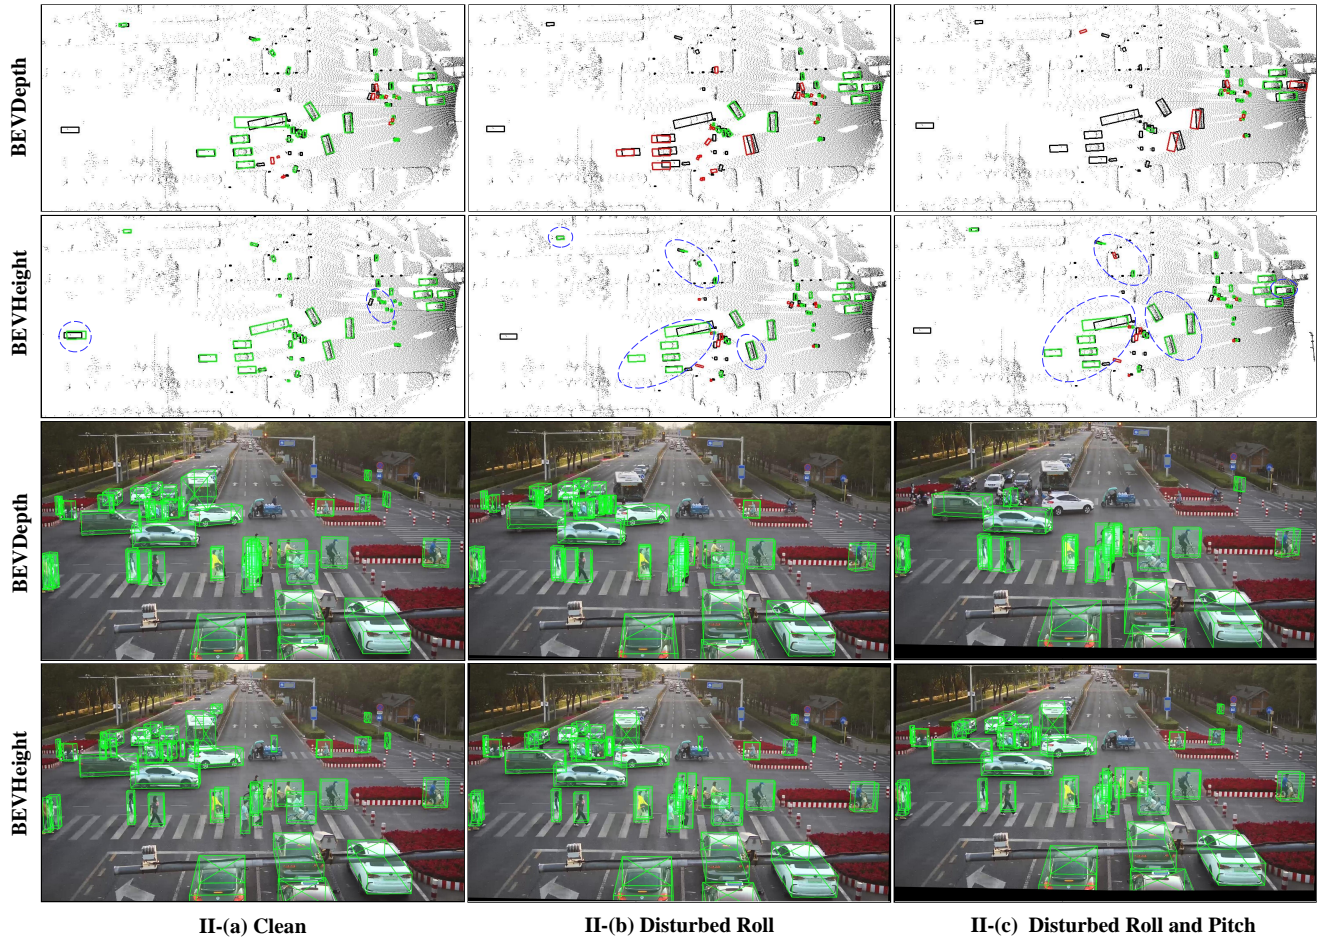 BEVDepth
BEVHeight
BEVDepth
BEVHeight
II-(a) Clean
II-(b) Disturbed Roll
II-(c) Disturbed Roll and Pitch